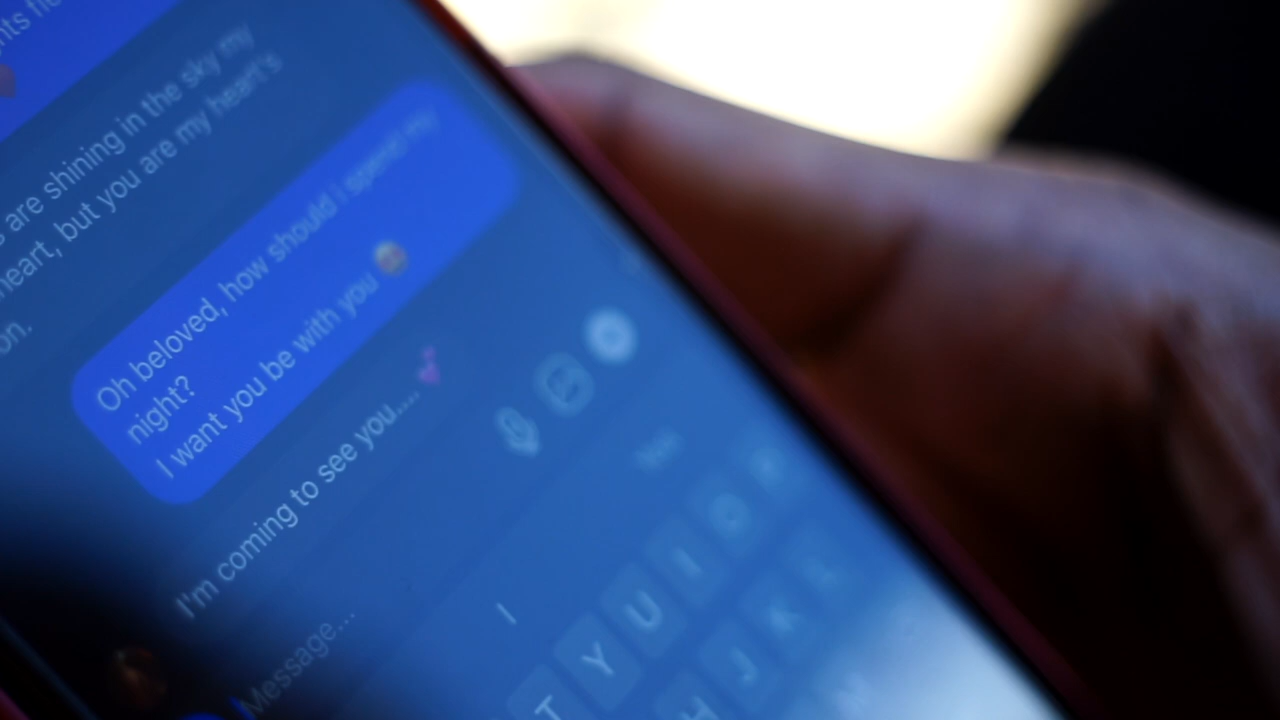 hts
are shining in the sky my
heart, but you are my heart's
on.
Oh beloved, how should I spend my
night?
I want you be with you
I'm coming to see you....
Message...
I
T Y U I O P
H J K